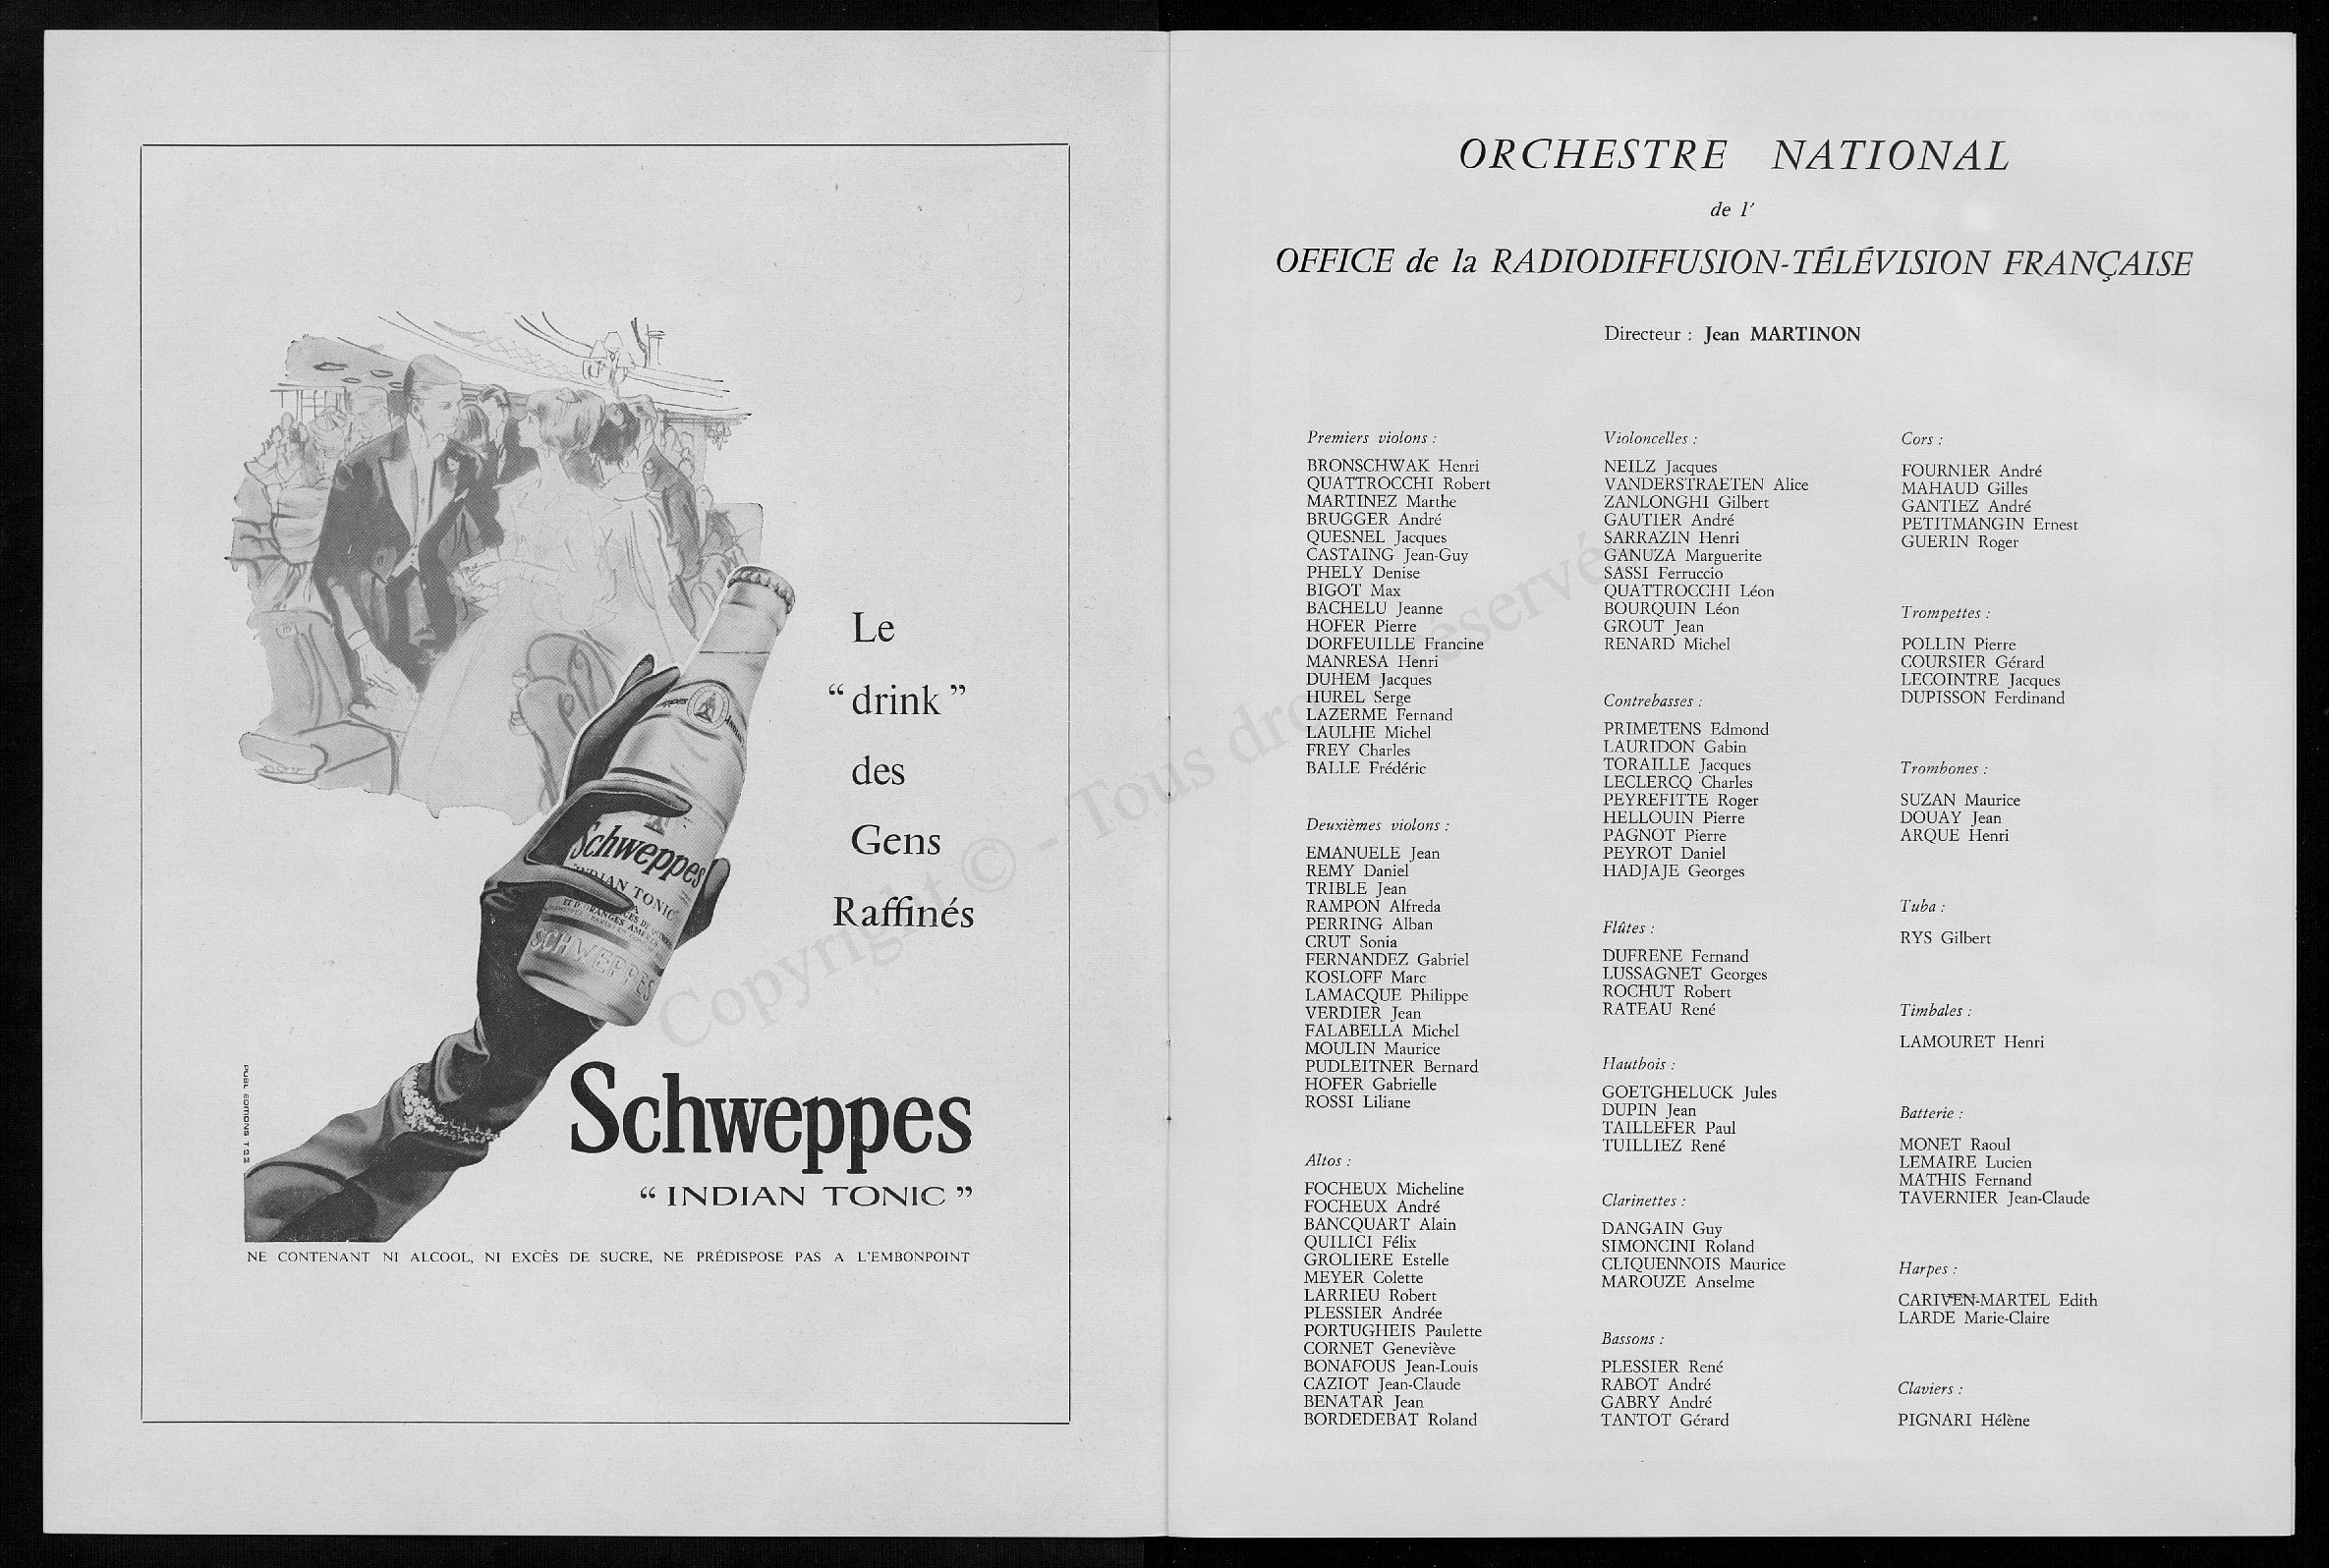 Le
“ drink ”
des
Gens
Raffinés
Schweppes
INDIAN TONIC
SCHWEPPES
Schweppes
“ INDIAN TONIC ”
PUBL. EDITIONS T 22
NE CONTENANT NI ALCOOL, NI EXCÈS DE SUCRE, NE PRÉDISPOSE PAS A L'EMBONPOINT
Copyright © - Tous droits réservés
ORCHESTRE NATIONAL
de l'
OFFICE de la RADIODIFFUSION-TÉLÉVISION FRANÇAISE
Directeur : Jean MARTINON
Premiers violons :
BRONSCHWAK Henri
QUATTROCCHI Robert
MARTINEZ Marthe
BRUGGER André
QUESNEL Jacques
CASTAING Jean-Guy
PHELY Denise
BIGOT Max
BACHELU Jeanne
HOFER Pierre
DORFEUILLE Francine
MANRESA Henri
DUHEM Jacques
HUREL Serge
LAZERME Fernand
LAULHE Michel
FREY Charles
BALLE Frédéric
Deuxièmes violons :
EMANUELE Jean
REMY Daniel
TRIBLE Jean
RAMPON Alfreda
PERRING Alban
CRUT Sonia
FERNANDEZ Gabriel
KOSLOFF Marc
LAMACQUE Philippe
VERDIER Jean
FALABELLA Michel
MOULIN Maurice
PUDLEITNER Bernard
HOFER Gabrielle
ROSSI Liliane
Altos :
FOCHEUX Micheline
FOCHEUX André
BANCQUART Alain
QUILICI Félix
GROLIERE Estelle
MEYER Colette
LARRIEU Robert
PLESSIER Andrée
PORTUGHEIS Paulette
CORNET Geneviève
BONAFOUS Jean-Louis
CAZIOT Jean-Claude
BENATAR Jean
BORDEDEBAT Roland
Violoncelles :
NEILZ Jacques
VANDERSTRAETEN Alice
ZANLONGHI Gilbert
GAUTIER André
SARRAZIN Henri
GANUZA Marguerite
SASSI Ferruccio
QUATTROCCHI Léon
BOURQUIN Léon
GROUT Jean
RENARD Michel
Contrebasses :
PRIMETENS Edmond
LAURIDON Gabin
TORAILLE Jacques
LECLERCQ Charles
PEYREFITTE Roger
HELLOUIN Pierre
PAGNOT Pierre
PEYROT Daniel
HADJAJE Georges
Flûtes :
DUFRENE Fernand
LUSSAGNET Georges
ROCHUT Robert
RATEAU René
Hautbois :
GOETGHELUCK Jules
DUPIN Jean
TAILLEFER Paul
TUILLIEZ René
Clarinettes :
DANGAIN Guy
SIMONCINI Roland
CLIQUENNOIS Maurice
MAROUZE Anselme
Bassons :
PLESSIER René
RABOT André
GABRY André
TANTOT Gérard
Cors :
FOURNIER André
MAHAUD Gilles
GANTIEZ André
PETITMANGIN Ernest
GUERIN Roger
Trompettes :
POLLIN Pierre
COURSIER Gérard
LECOINTRE Jacques
DUPISSON Ferdinand
Trombones :
SUZAN Maurice
DOUAY Jean
ARQUE Henri
Tuba :
RYS Gilbert
Timbales :
LAMOURET Henri
Batterie :
MONET Raoul
LEMAIRE Lucien
MATHIS Fernand
TAVERNIER Jean-Claude
Harpes :
CARIVEN-MARTEL Edith
LARDE Marie-Claire
Claviers :
PIGNARI Hélène